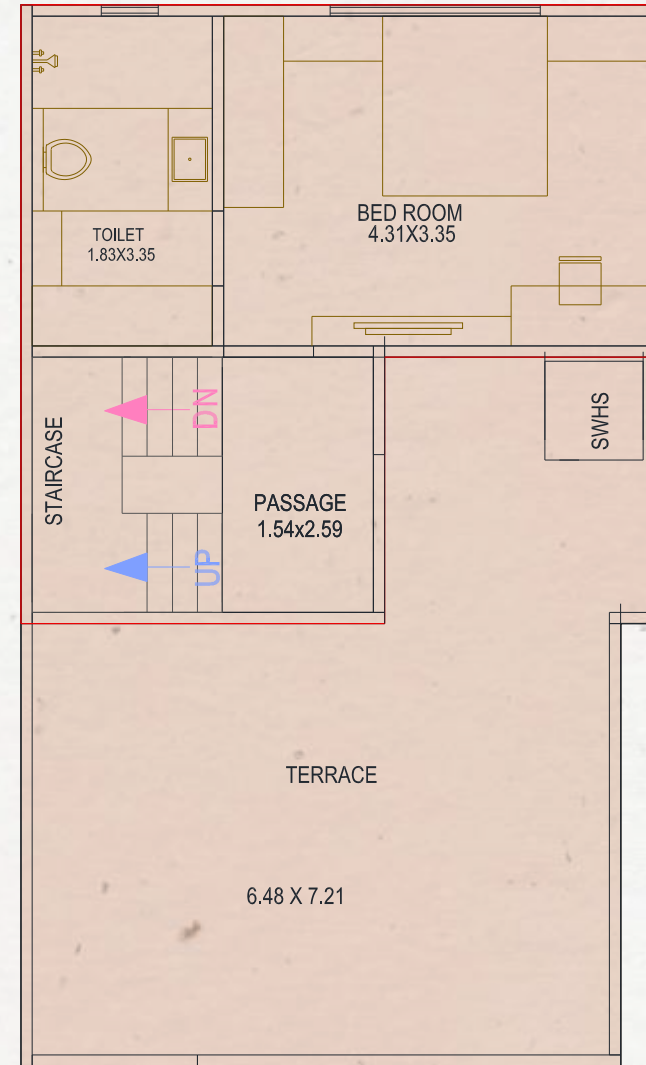 BED ROOM
4.31X3.35
TOILET
1.83X3.35
DN
SWHS
STAIRCASE
PASSAGE
1.54x2.59
UP
TERRACE
6.48 X 7.21